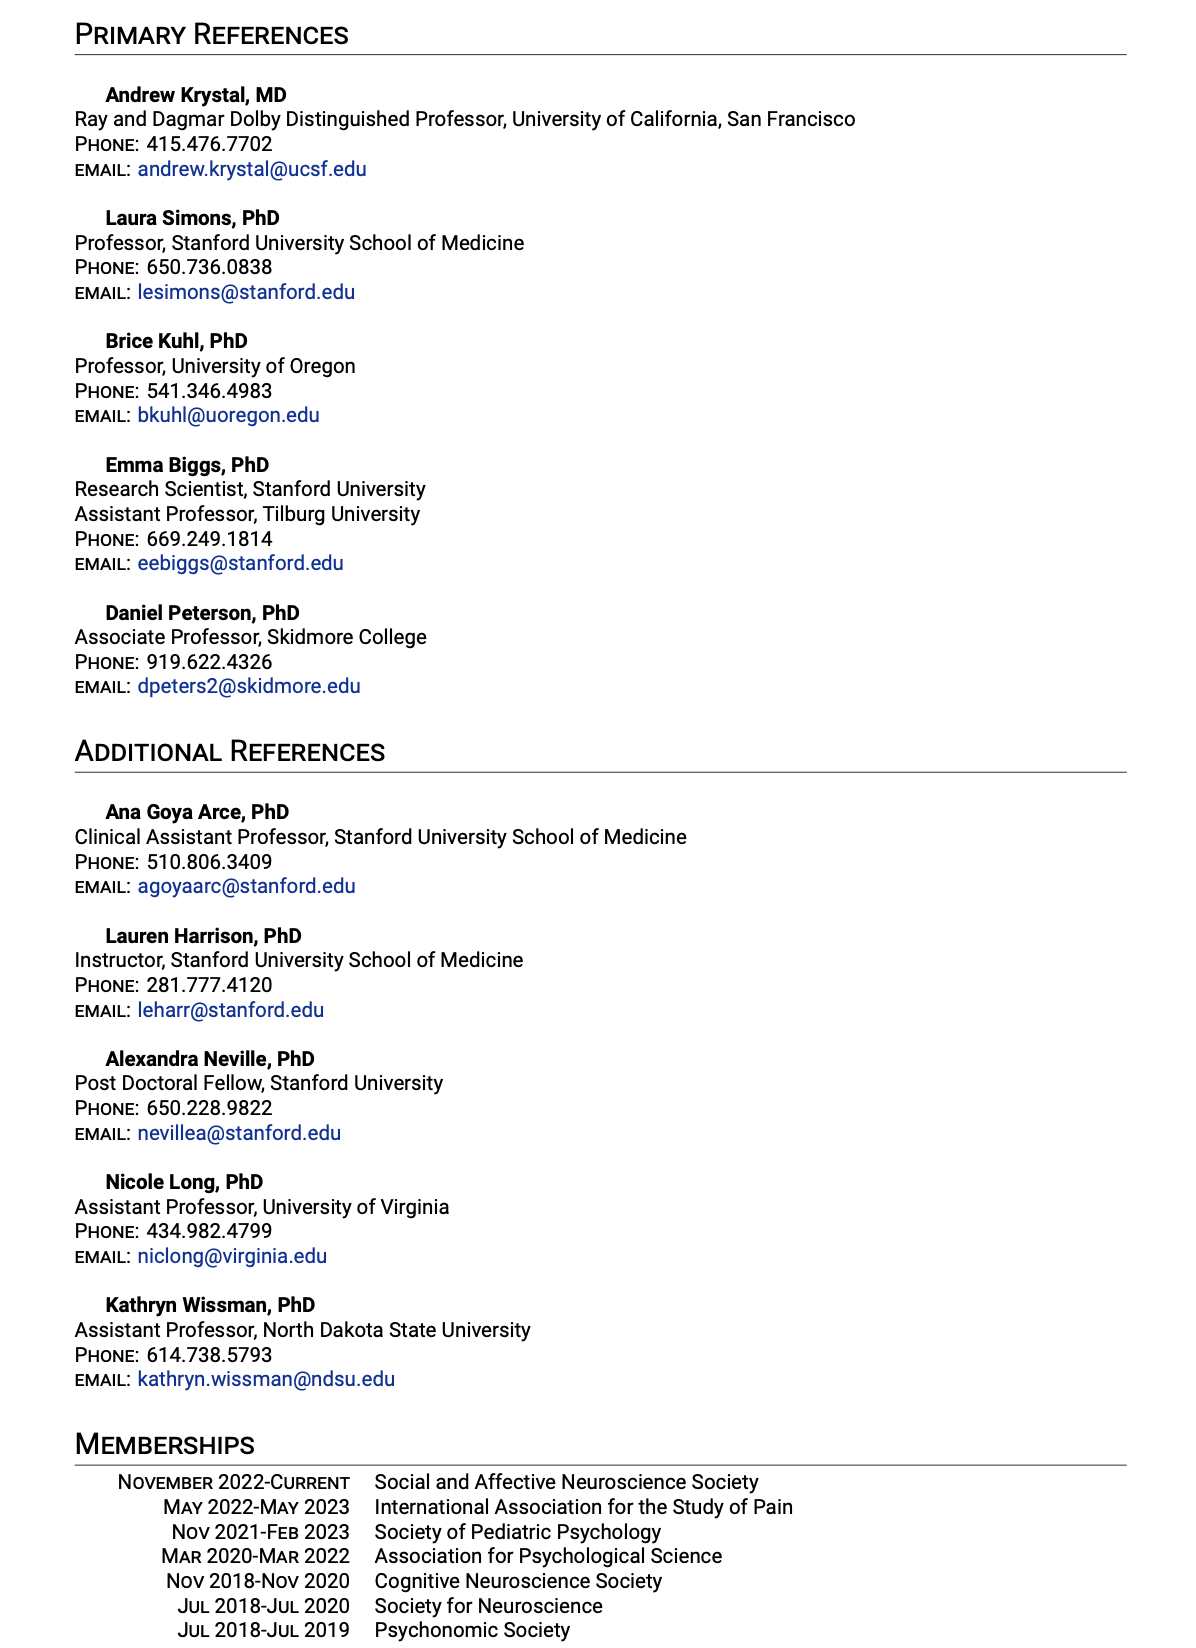 Primary References
Andrew Krystal, MD
Ray and Dagmar Dolby Distinguished Professor, University of California, San Francisco
Phone: 415.476.7702
email: andrew.krystal@ucsf.edu
Laura Simons, PhD
Professor, Stanford University School of Medicine
Phone: 650.736.0838
email: lesimons@stanford.edu
Brice Kuhl, PhD
Professor, University of Oregon
Phone: 541.346.4983
email: bkuhl@uoregon.edu
Emma Biggs, PhD
Research Scientist, Stanford University
Assistant Professor, Tilburg University
Phone: 669.249.1814
email: eebiggs@stanford.edu
Daniel Peterson, PhD
Associate Professor, Skidmore College
Phone: 919.622.4326
email: dpeters2@skidmore.edu
Additional References
Ana Goya Arce, PhD
Clinical Assistant Professor, Stanford University School of Medicine
Phone: 510.806.3409
email: agoyaarc@stanford.edu
Lauren Harrison, PhD
Instructor, Stanford University School of Medicine
Phone: 281.777.4120
email: leharr@stanford.edu
Alexandra Neville, PhD
Post Doctoral Fellow, Stanford University
Phone: 650.228.9822
email: nevillea@stanford.edu
Nicole Long, PhD
Assistant Professor, University of Virginia
Phone: 434.982.4799
email: niclong@virginia.edu
Kathryn Wissman, PhD
Assistant Professor, North Dakota State University
Phone: 614.738.5793
email: kathryn.wissman@ndsu.edu
Memberships
November 2022-Current Social and Affective Neuroscience Society
May 2022-May 2023 International Association for the Study of Pain
Nov 2021-Feb 2023 Society of Pediatric Psychology
Mar 2020-Mar 2022 Association for Psychological Science
Nov 2018-Nov 2020 Cognitive Neuroscience Society
Jul 2018-Jul 2020 Society for Neuroscience
Jul 2018-Jul 2019 Psychonomic Society